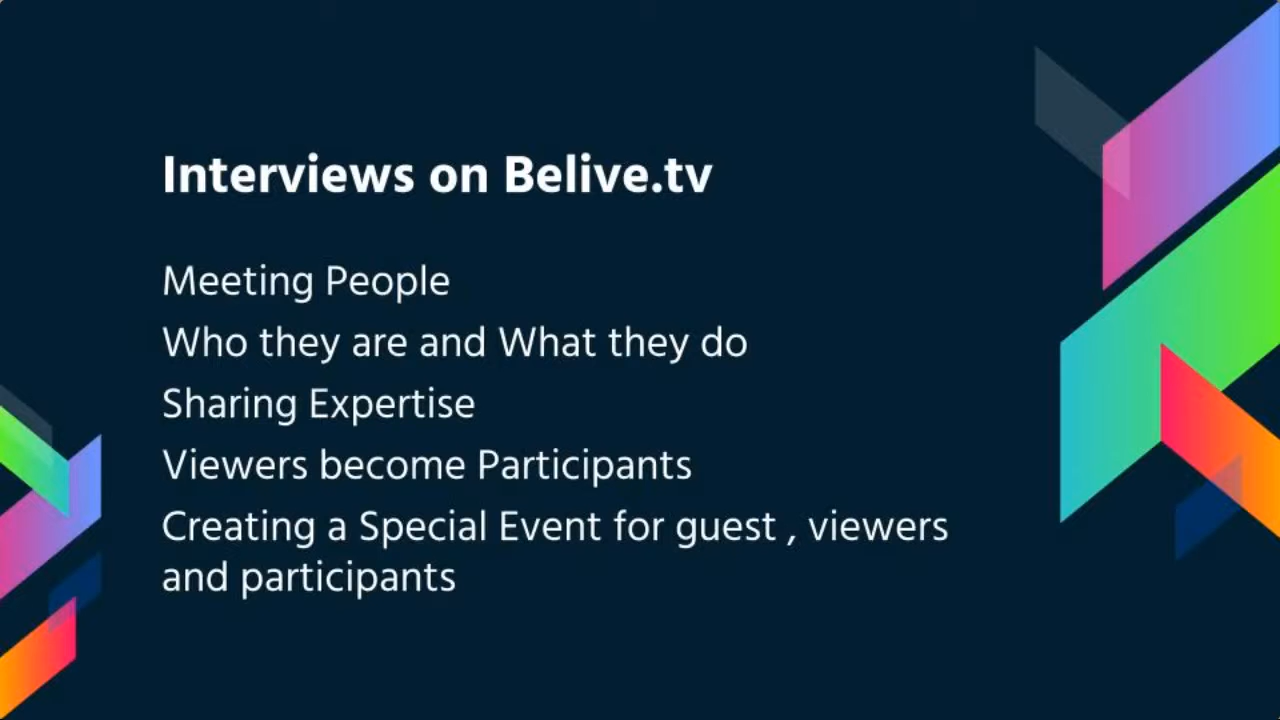 Interviews on Belive.tv
Meeting People
Who they are and What they do
Sharing Expertise
Viewers become Participants
Creating a Special Event for guest , viewers
and participants